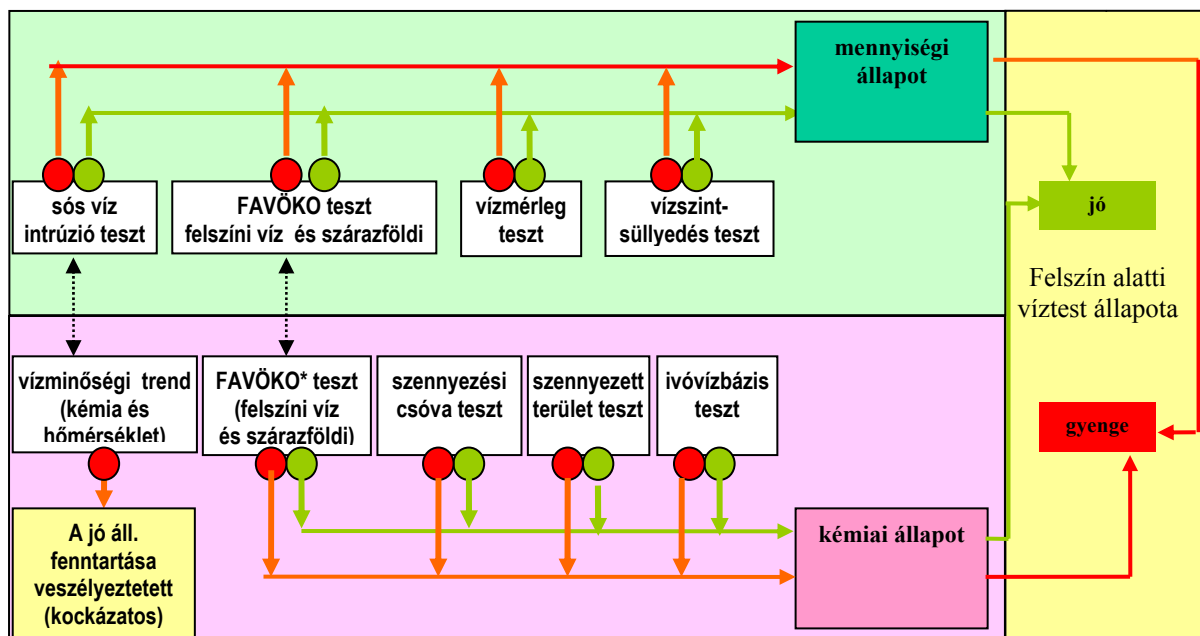 mennyiségi
állapot
sós víz
intrúzió teszt
FAVÖKO teszt
felszíni víz és szárazföldi
vízmérleg
teszt
vízszint-
süllyedés teszt
jó
Felszín alatti
víztest állapota
vízminőségi trend
(kémia és
hőmérséklet)
FAVÖKO* teszt
(felszíni víz
és szárazföldi)
szennyezési
csóva teszt
szennyezett
terület teszt
ivóvízbázis
teszt
gyenge
A jó áll.
fenntartása
veszélyeztetett
(kockázatos)
kémiai állapot